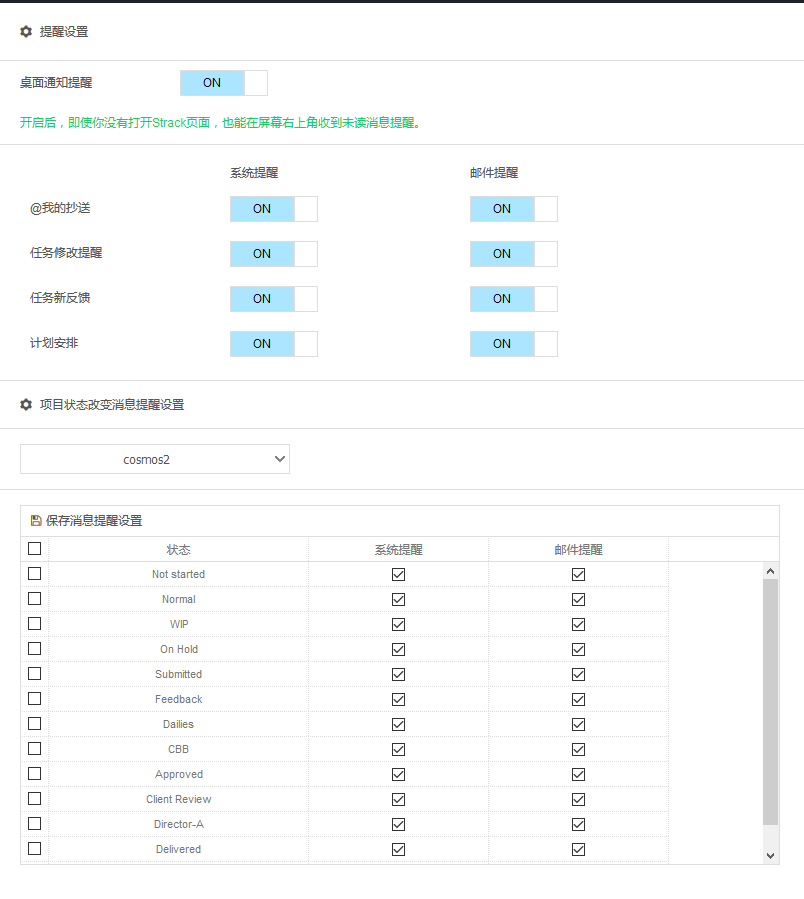 提醒设置
桌面通知提醒 ON
开启后，即使你没有打开Strack页面，也能在屏幕右上角收到未读消息提醒。
系统提醒 邮件提醒
@我的抄送 ON ON
任务修改提醒 ON ON
任务新反馈 ON ON
计划安排 ON ON
项目状态改变消息提醒设置
cosmos2
保存消息提醒设置
状态 系统提醒 邮件提醒
Not started
Normal
WIP
On Hold
Submitted
Feedback
Dailies
CBB
Approved
Client Review
Director-A
Delivered